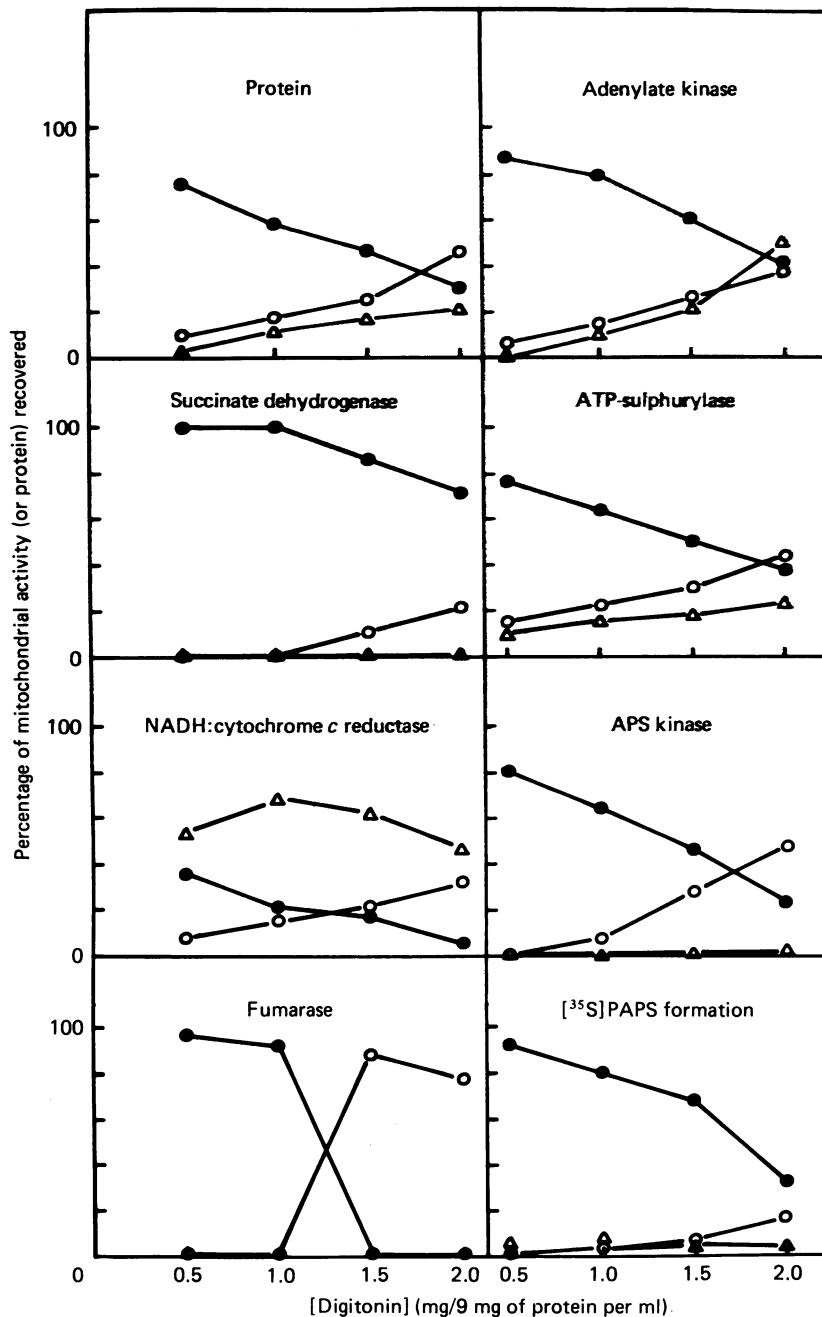 Protein
Adenylate kinase
100
0
Succinate dehydrogenase
ATP-sulphurylase
100
0
NADH:cytochrome c reductase
APS kinase
100
0
Fumarase
[³⁵S]PAPS formation
100
0
0.5 1.0 1.5 2.0 0.5 1.0 1.5 2.0
[Digitonin] (mg/9 mg of protein per ml)
Percentage of mitochondrial activity (or protein) recovered